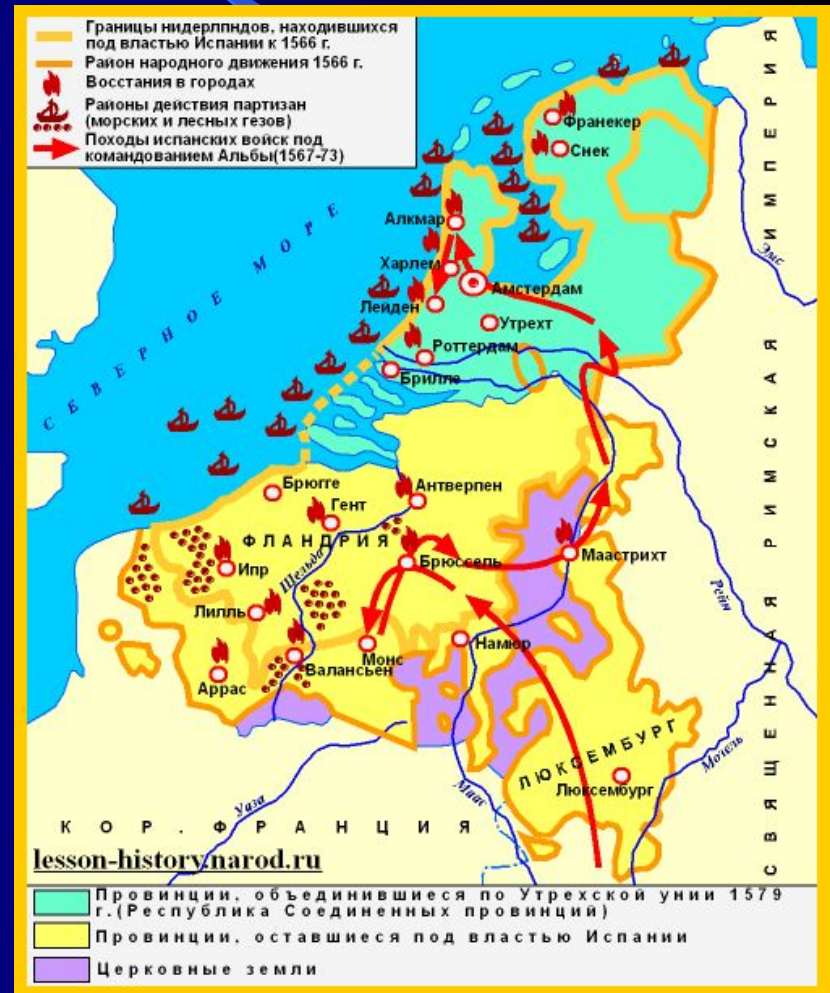 Границы нидерлпндов, находившихся
под властью Испании к 1566 г.
Район народного движения 1566 г.
Восстания в городах
Районы действия партизан
(морских и лесных гезов)
Походы испанских войск под
командованием Альбы(1567-73)
СЕВЕРНОЕ МОРЕ
СВЯЩЕННАЯ РИМСКАЯ ИМПЕРИЯ
Франекер
Снек
Алкмар
Харлем
Амстердам
Эмс
Лейден
Утрехт
Роттердам
Брилле
Брюгге
Антверпен
Гент
ФЛАНДРИЯ
Шельда
Брюссель
Маастрихт
Ипр
Рейн
Лилль
Монс
Намюр
Валансьен
Аррас
ЛЮКСЕМБУРГ
Мозель
Люксембург
Уаза
Маас
КОР. ФРАНЦИЯ
lesson-history.narod.ru
Провинции, объединившиеся по Утрехской унии 1579
г.(Республика Соединенных провинций)
Провинции, оставшиеся под властью Испании
Церковные земли